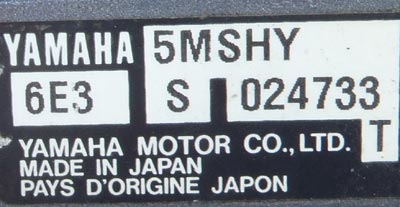 YAMAHA 5MSHY
6E3 S 024733
T
YAMAHA MOTOR CO.,LTD.
MADE IN JAPAN
PAYS D'ORIGINE JAPON